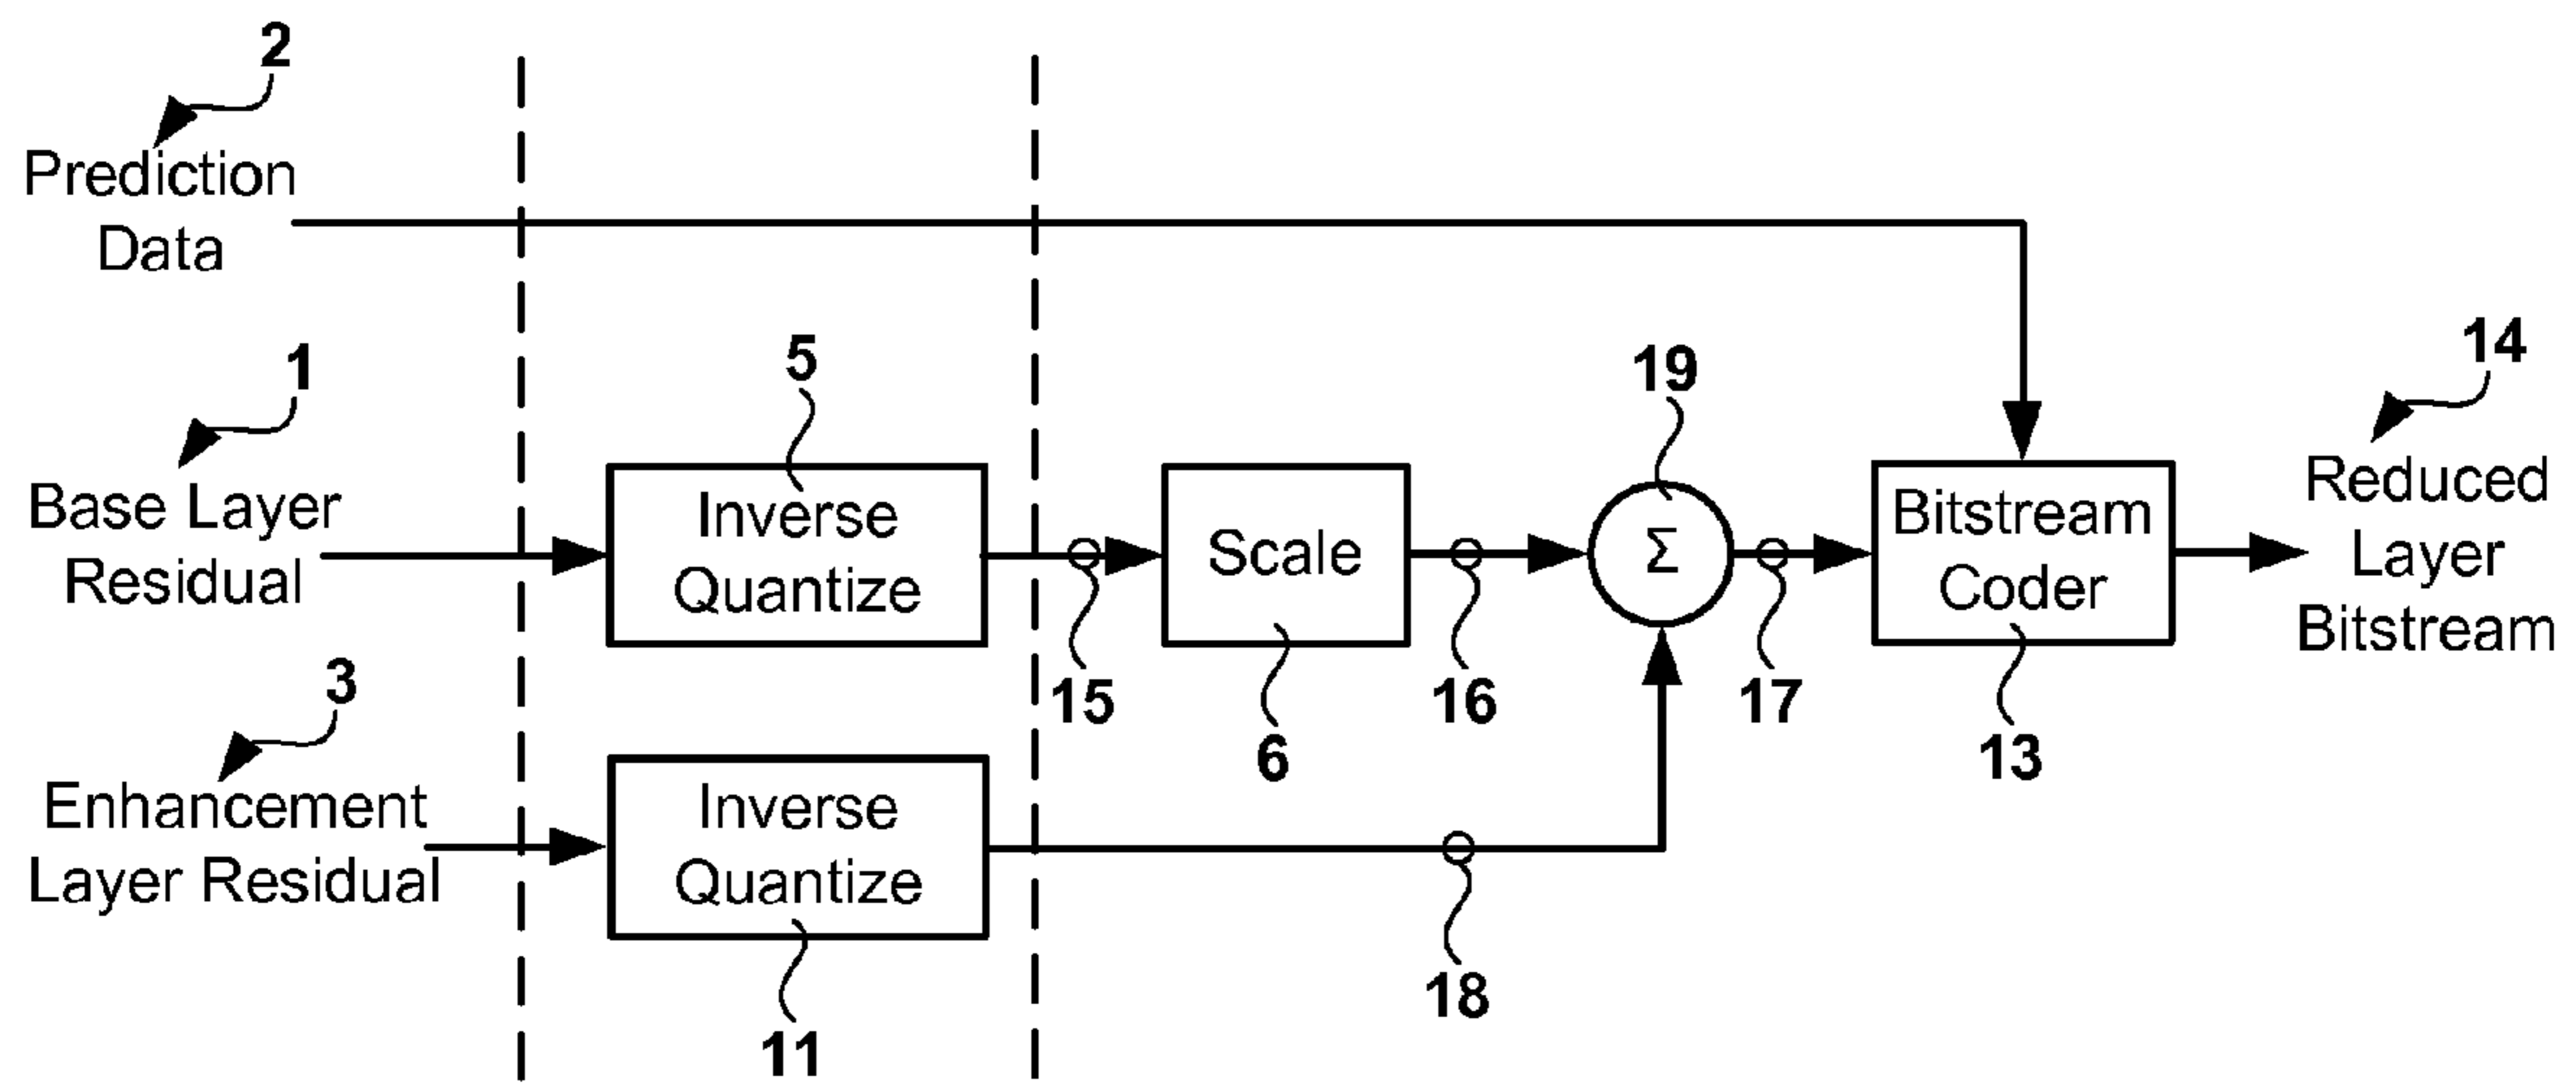 2
Prediction
Data
1
Base Layer
Residual
3
Enhancement
Layer Residual
5
Inverse
Quantize
Inverse
Quantize
11
15
Scale
6
16
19
Σ
17
18
Bitstream
Coder
13
14
Reduced
Layer
Bitstream